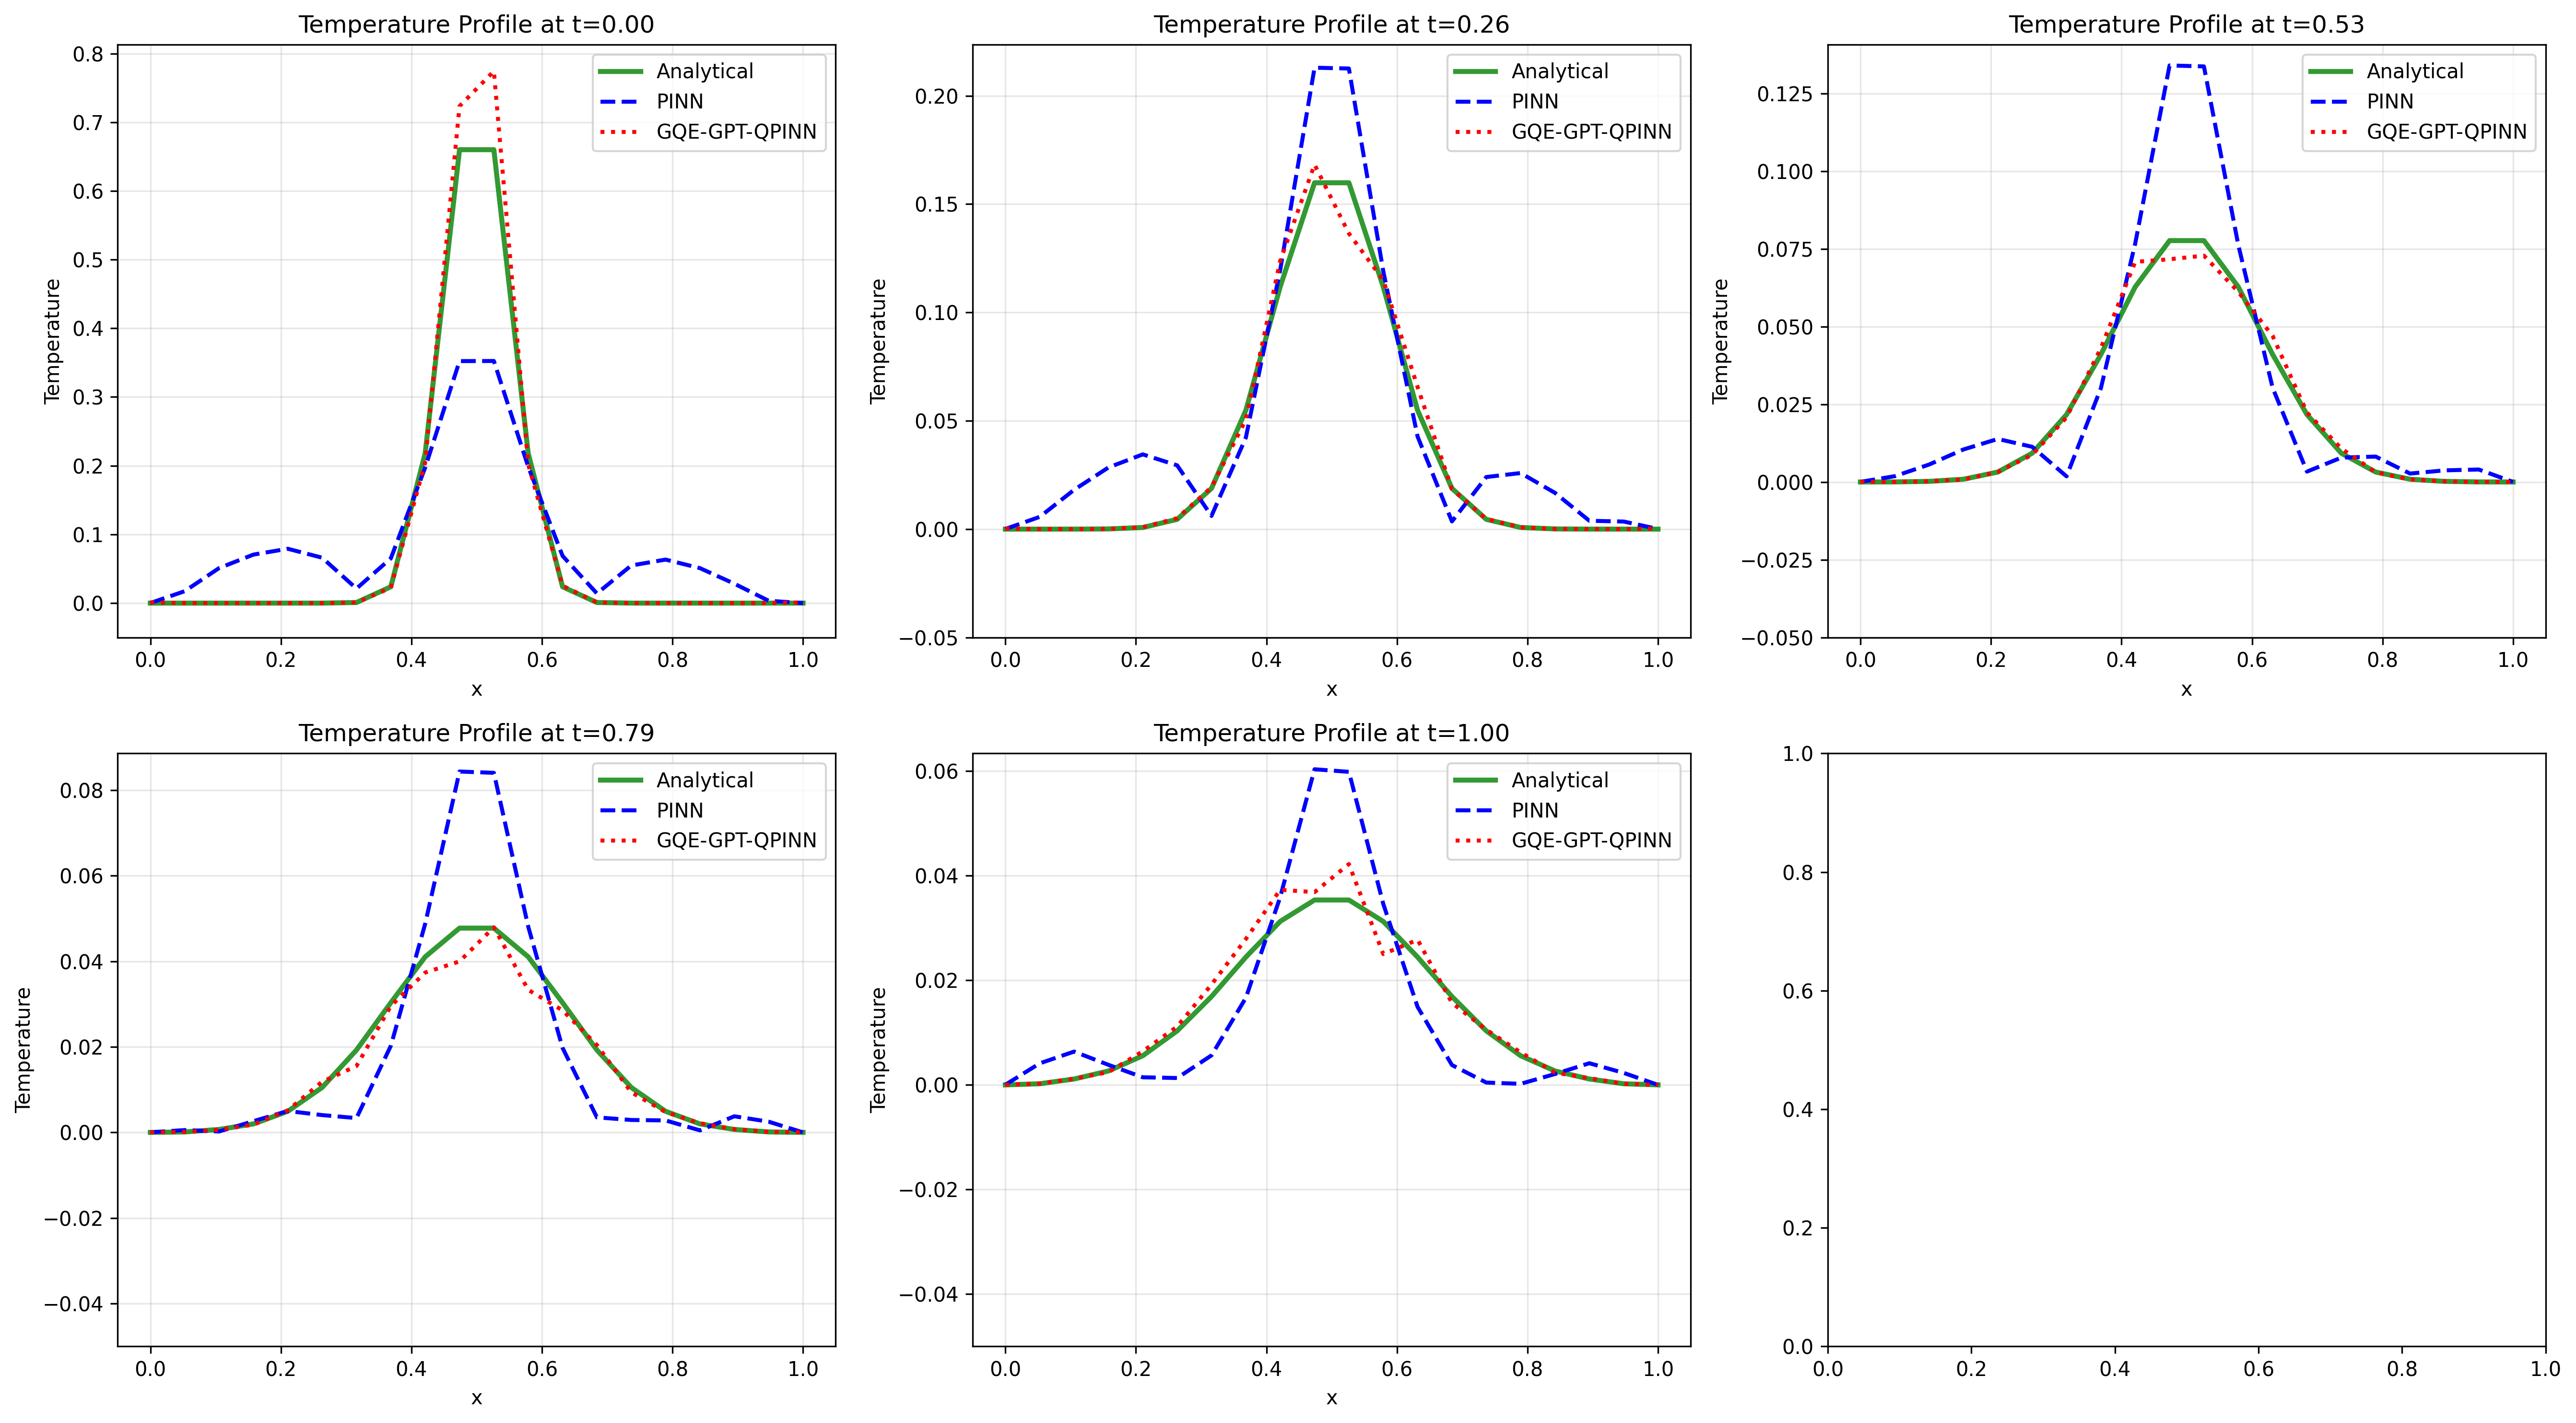 Temperature Profile at t=0.00
0.8
0.7
0.6
0.5
0.4
0.3
0.2
0.1
0.0
Temperature
Analytical
PINN
GQE-GPT-QPINN
0.0 0.2 0.4 0.6 0.8 1.0
x
Temperature Profile at t=0.26
0.20
0.15
0.10
0.05
0.00
−0.05
Temperature
Analytical
PINN
GQE-GPT-QPINN
0.0 0.2 0.4 0.6 0.8 1.0
x
Temperature Profile at t=0.53
0.125
0.100
0.075
0.050
0.025
0.000
−0.025
−0.050
Temperature
Analytical
PINN
GQE-GPT-QPINN
0.0 0.2 0.4 0.6 0.8 1.0
x
Temperature Profile at t=0.79
0.08
0.06
0.04
0.02
0.00
−0.02
−0.04
Temperature
Analytical
PINN
GQE-GPT-QPINN
0.0 0.2 0.4 0.6 0.8 1.0
x
Temperature Profile at t=1.00
0.06
0.04
0.02
0.00
−0.02
−0.04
Temperature
Analytical
PINN
GQE-GPT-QPINN
0.0 0.2 0.4 0.6 0.8 1.0
x
1.0
0.8
0.6
0.4
0.2
0.0
0.0 0.2 0.4 0.6 0.8 1.0